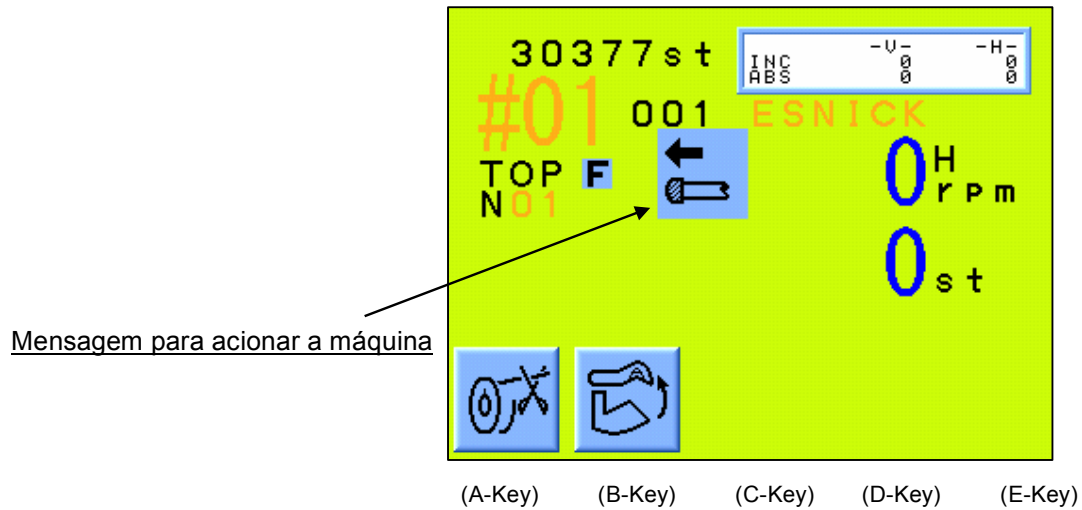 30377st
-V- -H-
INC 0 0
ABS 0 0
#01 001 ESNICK
TOP F
N01
0 H rpm
0 st
Mensagem para acionar a máquina
(A-Key) (B-Key) (C-Key) (D-Key) (E-Key)